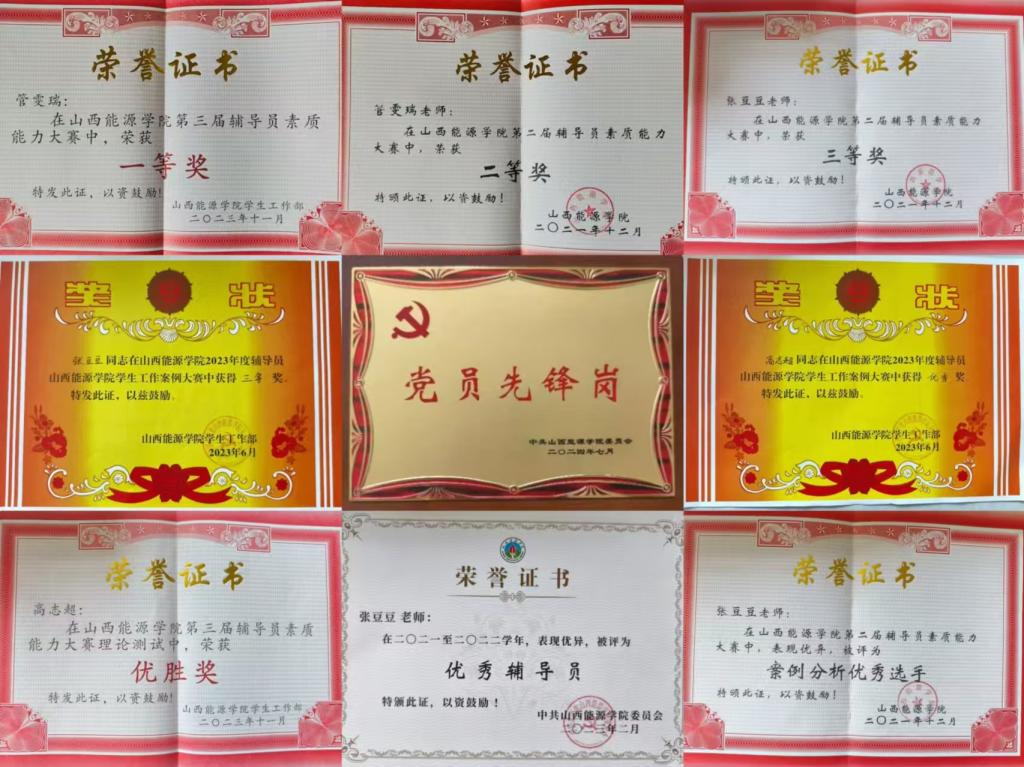 荣誉证书
管雯瑞：
在山西能源学院第三届辅导员素质
能力大赛中，荣获
一等奖
特发此证，以资鼓励！
山西能源学院学生工作部
二〇二三年十一月
荣誉证书
管雯瑞老师：
在山西能源学院第二届辅导员素质能力
大赛中，荣获
二等奖
特颁此证，以资鼓励！
山西能源学院
二〇二一年十二月
荣誉证书
张豆豆老师：
在山西能源学院第二届辅导员素质能力
大赛中，荣获
三等奖
特颁此证，以资鼓励！
山西能源学院
二〇二一年十二月
奖状
张豆豆同志在山西能源学院2023年度辅导员
山西能源学院学生工作案例大赛中获得 三等 奖。
特发此证，以兹鼓励。
山西能源学院学生工作部
2023年6月
党员先锋岗
中共山西能源学院委员会
二〇二四年七月
奖状
高志超同志在山西能源学院2023年度辅导员
山西能源学院学生工作案例大赛中获得 优秀 奖。
特发此证，以兹鼓励。
山西能源学院学生工作部
2023年6月
荣誉证书
高志超：
在山西能源学院第三届辅导员素质
能力大赛理论测试中，荣获
优胜奖
特发此证，以资鼓励！
山西能源学院学生工作部
二〇二三年十一月
荣誉证书
张豆豆 老师：
在二〇二一至二〇二二学年，表现优异，被评为
优秀辅导员
特颁此证，以资鼓励！
中共山西能源学院委员会
二〇二三年二月
荣誉证书
张豆豆老师：
在山西能源学院第二届辅导员素质能力
大赛中，表现优异，被评为
案例分析优秀选手
特颁此证，以资鼓励！
山西能源学院
二〇二一年十二月